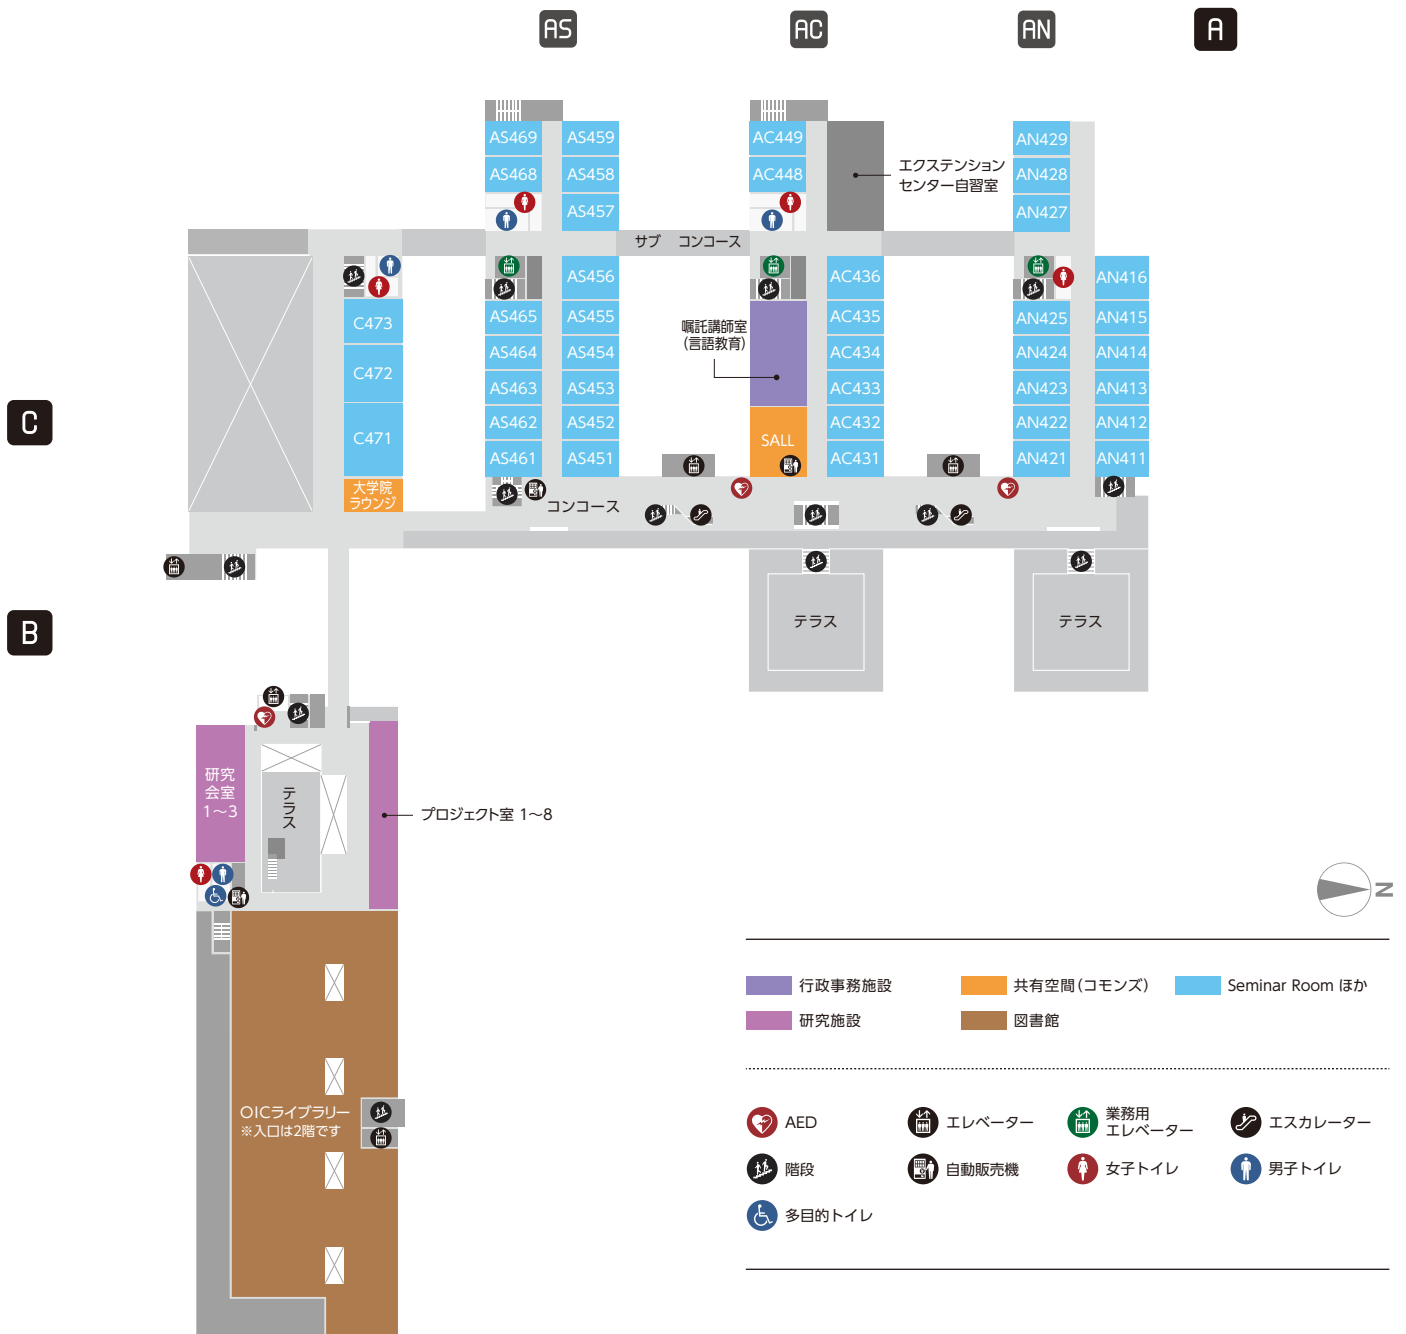 AS
AC
AN
A
AS469
AS459
AC449
AN429
エクステンション
センター自習室
AS468
AS458
AC448
AN428
AS457
AN427
サブ コンコース
AS456
AC436
AN416
C473
AS465
AS455
嘱託講師室
(言語教育)
AC435
AN425
AN415
AS464
AS454
AC434
AN424
AN414
C472
AS463
AS453
AC433
AN423
AN413
C
C471
AS462
AS452
SALL
AC432
AN422
AN412
AS461
AS451
AC431
AN421
AN411
大学院
ラウンジ
コンコース
B
テラス
テラス
研究
会室
1〜3
テラス
プロジェクト室 1〜8
N
OICライブラリー
※入口は2階です
行政事務施設
共有空間(コモンズ)
Seminar Room ほか
研究施設
図書館
AED
エレベーター
業務用
エレベーター
エスカレーター
階段
自動販売機
女子トイレ
男子トイレ
多目的トイレ